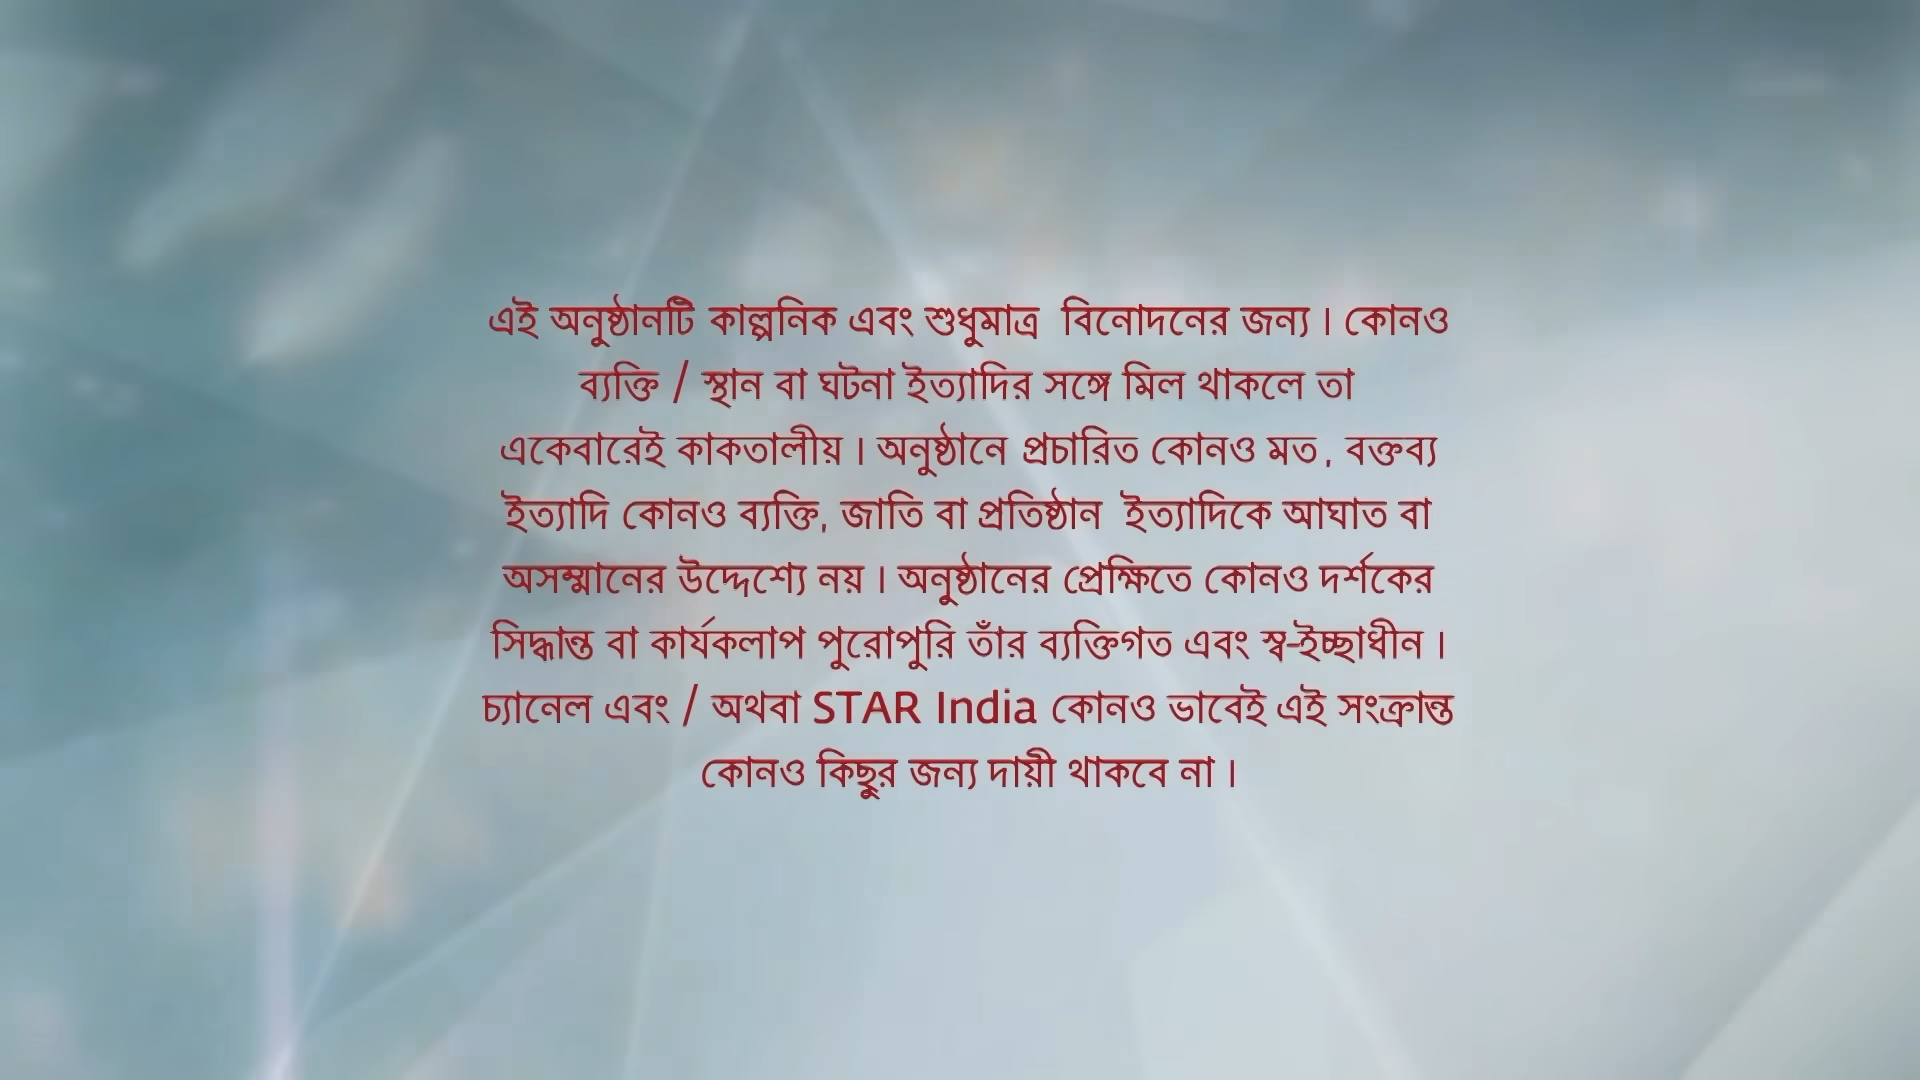 এই অনুষ্ঠানটি কাল্পনিক এবং শুধুমাত্র বিনোদনের জন্য । কোনও
ব্যক্তি / স্থান বা ঘটনা ইত্যাদির সঙ্গে মিল থাকলে তা
একেবারেই কাকতালীয় । অনুষ্ঠানে প্রচারিত কোনও মত , বক্তব্য
ইত্যাদি কোনও ব্যক্তি, জাতি বা প্রতিষ্ঠান ইত্যাদিকে আঘাত বা
অসম্মানের উদ্দেশ্যে নয় । অনুষ্ঠানের প্রেক্ষিতে কোনও দর্শকের
সিদ্ধান্ত বা কার্যকলাপ পুরোপুরি তাঁর ব্যক্তিগত এবং স্ব-ইচ্ছাধীন ।
চ্যানেল এবং / অথবা STAR India কোনও ভাবেই এই সংক্রান্ত
কোনও কিছুর জন্য দায়ী থাকবে না ।